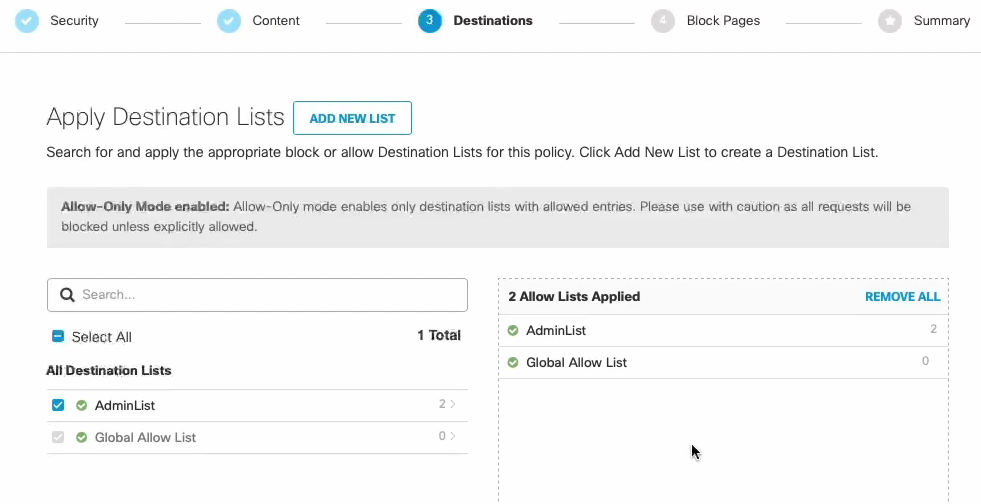 Security
Content
3 Destinations
4 Block Pages
Summary
Apply Destination Lists
ADD NEW LIST
Search for and apply the appropriate block or allow Destination Lists for this policy. Click Add New List to create a Destination List.
Allow-Only Mode enabled: Allow-Only mode enables only destination lists with allowed entries. Please use with caution as all requests will be
blocked unless explicitly allowed.
Search...
Select All 1 Total
All Destination Lists
AdminList 2
Global Allow List 0
2 Allow Lists Applied REMOVE ALL
AdminList 2
Global Allow List 0